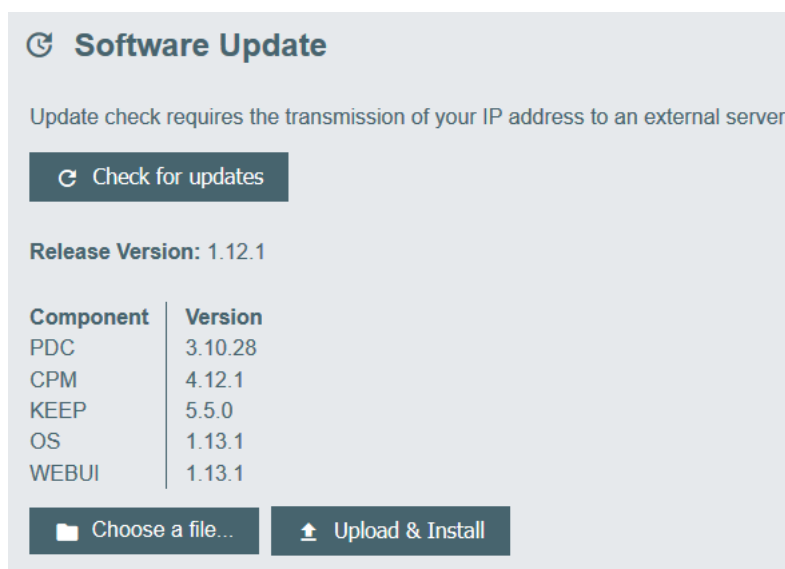 Software Update
Update check requires the transmission of your IP address to an external server
Check for updates
Release Version: 1.12.1
Component Version
PDC 3.10.28
CPM 4.12.1
KEEP 5.5.0
OS 1.13.1
WEBUI 1.13.1
Choose a file... Upload & Install